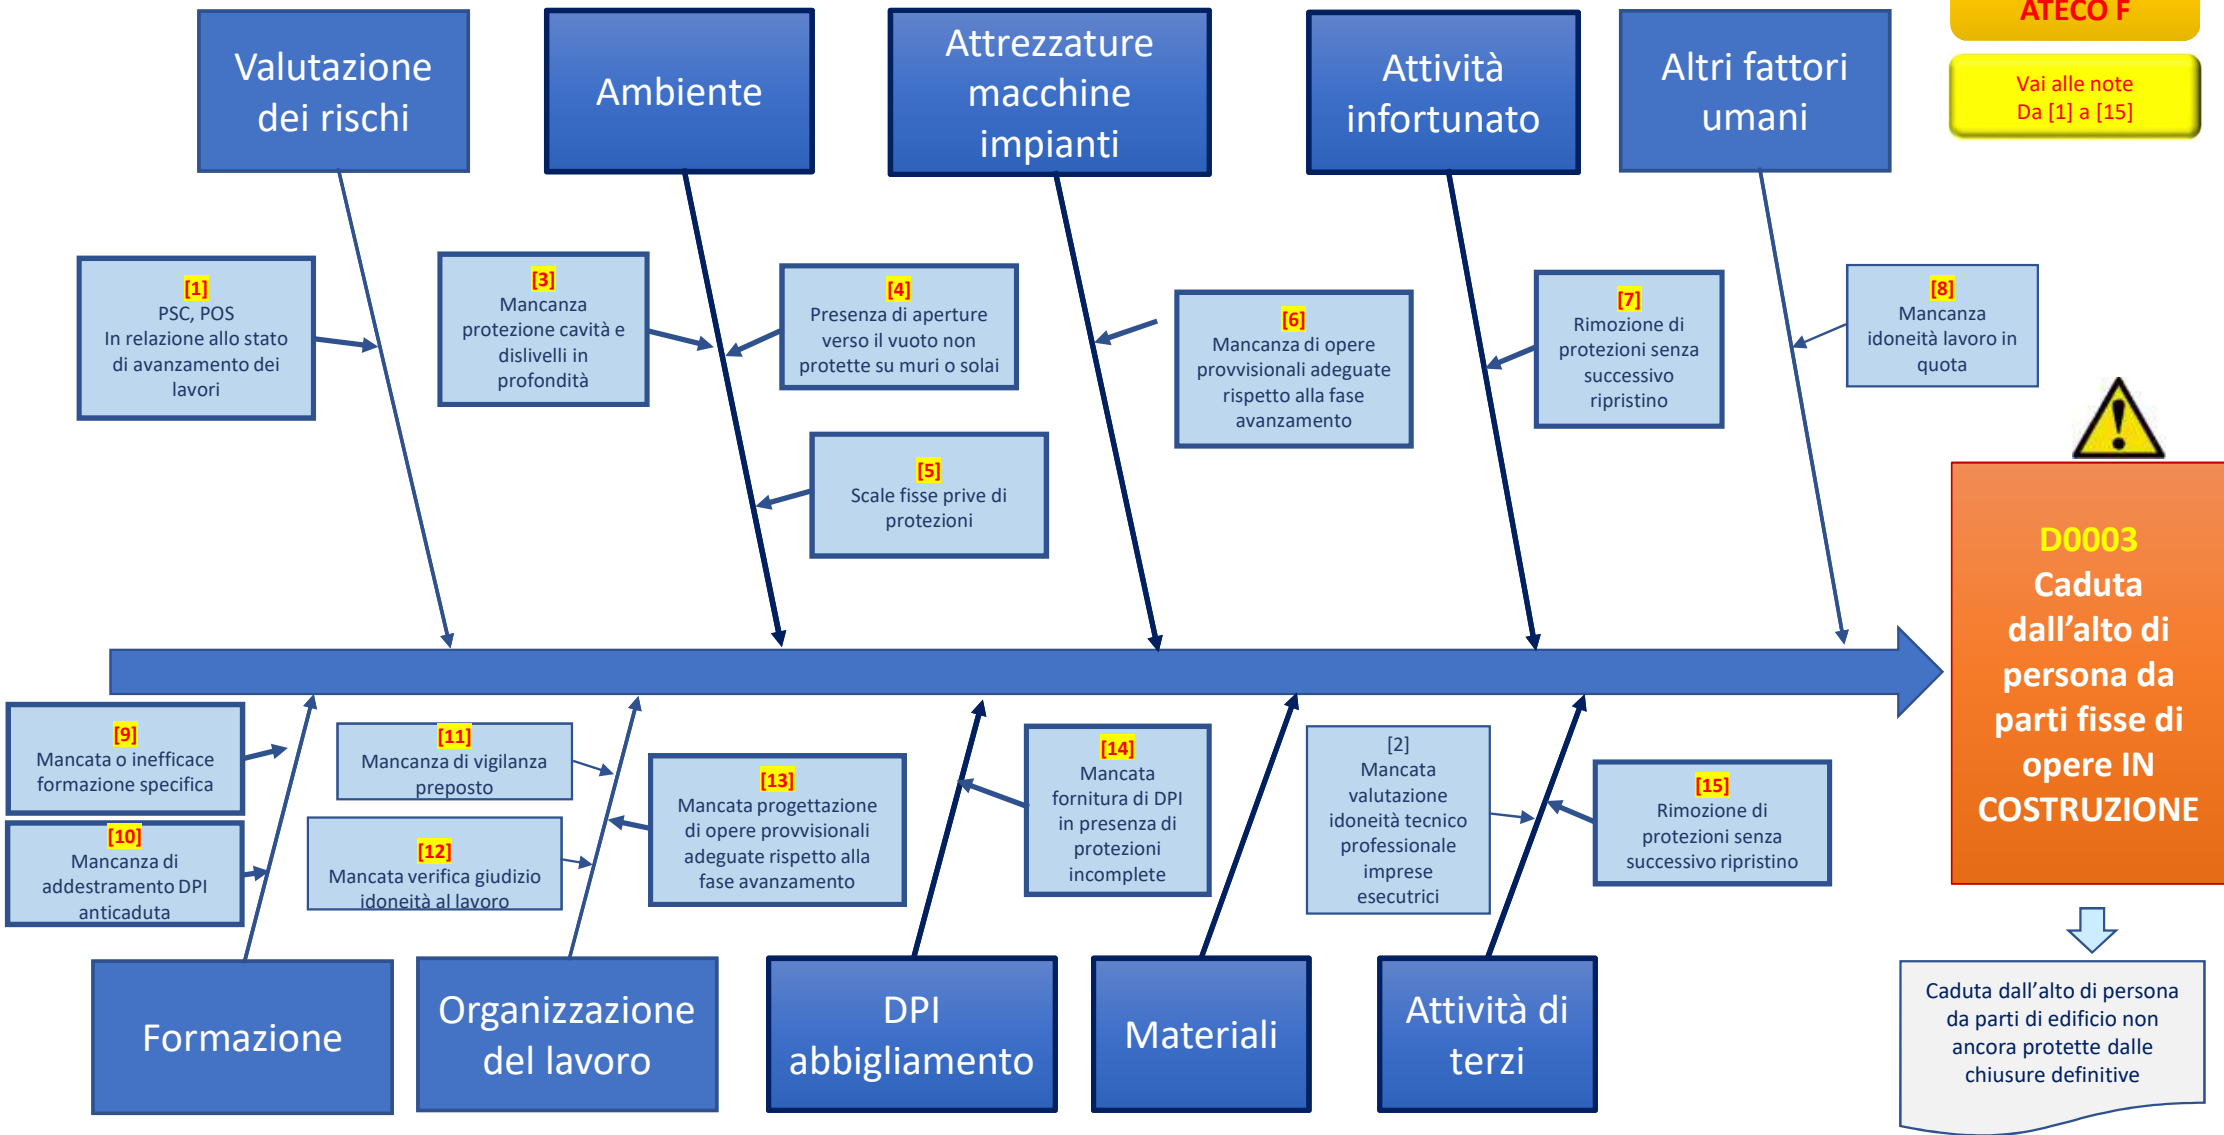 Valutazione
dei rischi
Ambiente
Attrezzature
macchine
impianti
Attività
infortunato
Altri fattori
umani
ATECO F
Vai alle note
Da [1] a [15]
[1]
PSC, POS
In relazione allo stato
di avanzamento dei
lavori
[3]
Mancanza
protezione cavità e
dislivelli in
profondità
[4]
Presenza di aperture
verso il vuoto non
protette su muri o solai
[5]
Scale fisse prive di
protezioni
[6]
Mancanza di opere
provvisionali adeguate
rispetto alla fase
avanzamento
[7]
Rimozione di
protezioni senza
successivo
ripristino
[8]
Mancanza
idoneità lavoro in
quota
D0003
Caduta
dall'alto di
persona da
parti fisse di
opere IN
COSTRUZIONE
[9]
Mancata o inefficace
formazione specifica
[10]
Mancanza di
addestramento DPI
anticaduta
[11]
Mancanza di vigilanza
preposto
[12]
Mancata verifica giudizio
idoneità al lavoro
[13]
Mancata progettazione
di opere provvisionali
adeguate rispetto alla
fase avanzamento
[14]
Mancata
fornitura di DPI
in presenza di
protezioni
incomplete
[2]
Mancata
valutazione
idoneità tecnico
professionale
imprese
esecutrici
[15]
Rimozione di
protezioni senza
successivo ripristino
Formazione
Organizzazione
del lavoro
DPI
abbigliamento
Materiali
Attività di
terzi
Caduta dall'alto di persona
da parti di edificio non
ancora protette dalle
chiusure definitive